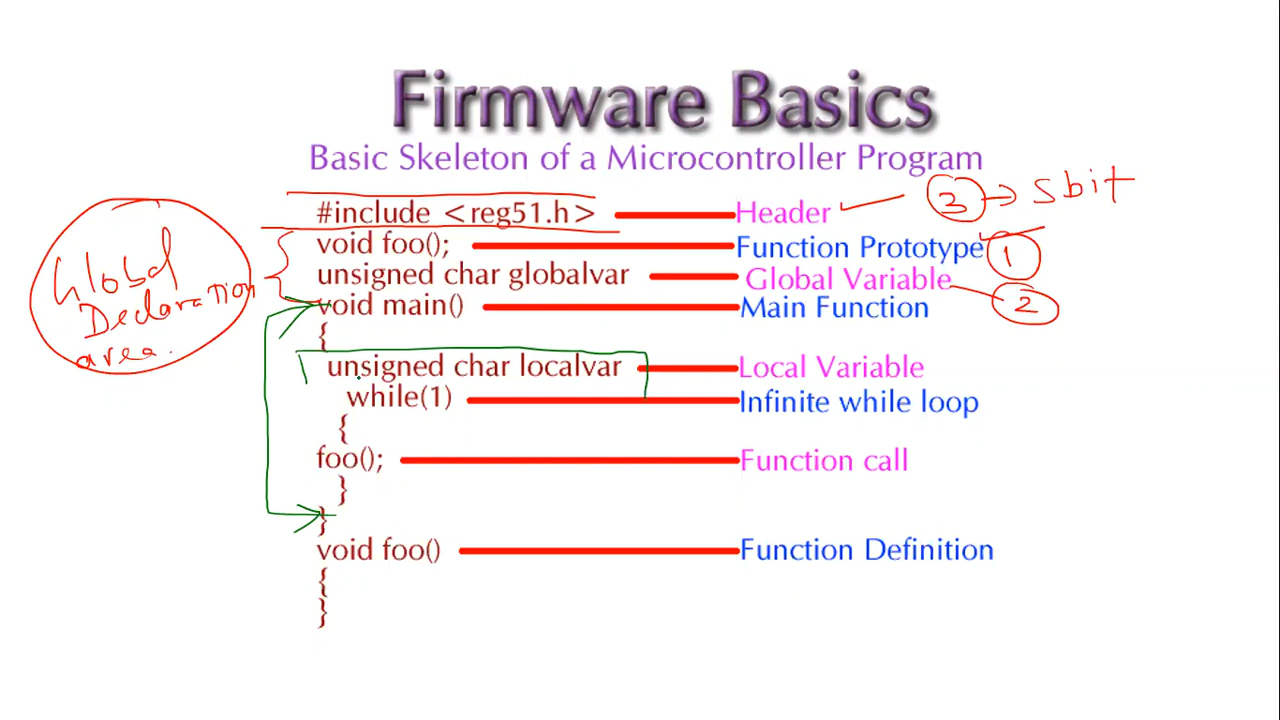 Firmware Basics
Basic Skeleton of a Microcontroller Program
#include <reg51.h> Header ③ → sbit
void foo(); Function Prototype ①
unsigned char globalvar Global Variable ②
void main() Main Function
{
unsigned char localvar Local Variable
while(1) Infinite while loop
{
foo(); Function call
}
}
void foo() Function Definition
{
}
Global
Declaration
area.